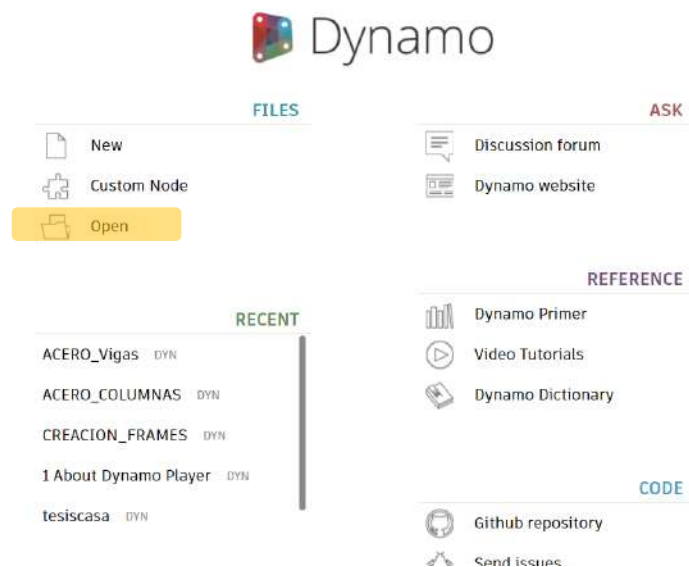 Dynamo
FILES
New
Custom Node
Open
RECENT
ACERO_Vigas DYN
ACERO_COLUMNAS DYN
CREACION_FRAMES DYN
1 About Dynamo Player DYN
tesiscasa DYN
ASK
Discussion forum
Dynamo website
REFERENCE
Dynamo Primer
Video Tutorials
Dynamo Dictionary
CODE
Github repository
Send issues